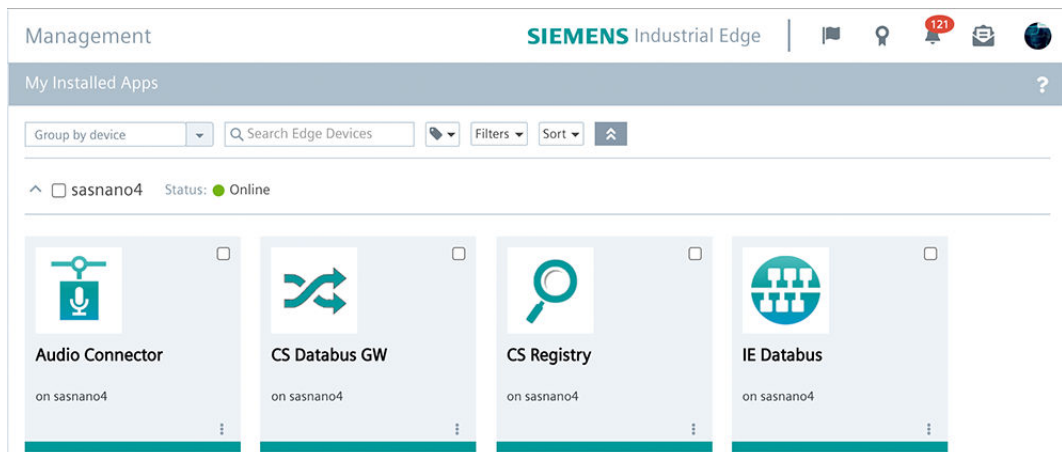 Management
SIEMENS Industrial Edge
121
My Installed Apps
?
Group by device
Search Edge Devices
Filters
Sort
sasnano4 Status: Online
Audio Connector
CS Databus GW
CS Registry
IE Databus
on sasnano4
on sasnano4
on sasnano4
on sasnano4